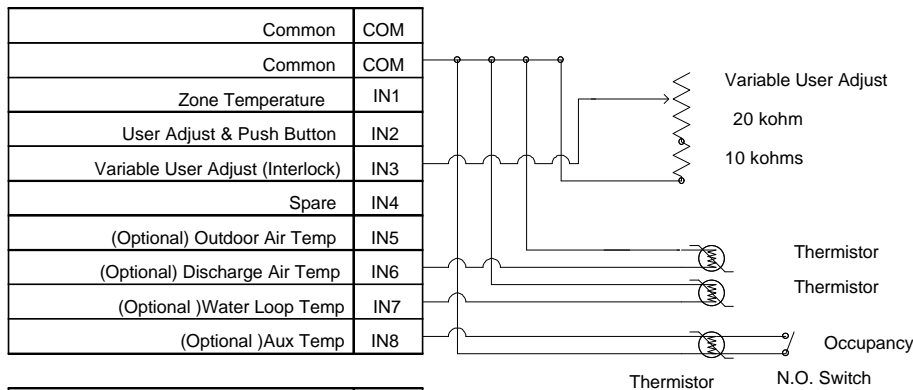 Common COM
Common COM
Zone Temperature IN1
User Adjust & Push Button IN2
Variable User Adjust (Interlock) IN3
Spare IN4
(Optional) Outdoor Air Temp IN5
(Optional) Discharge Air Temp IN6
(Optional )Water Loop Temp IN7
(Optional )Aux Temp IN8
Variable User Adjust
20 kohm
10 kohms
Thermistor
Thermistor
Occupancy
Thermistor
N.O. Switch